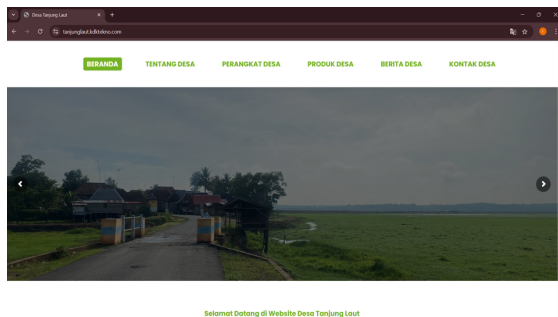 Desa Tanjung Laut
tanjunglaut.kdktekno.com
BERANDA TENTANG DESA PERANGKAT DESA PRODUK DESA BERITA DESA KONTAK DESA
Selamat Datang di Website Desa Tanjung Laut